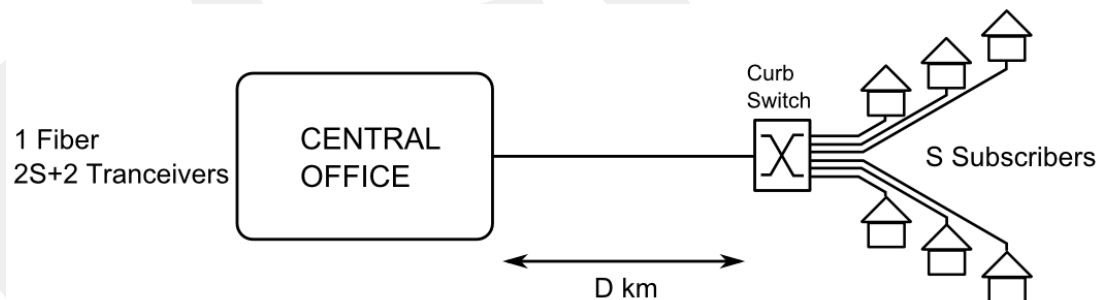 1 Fiber
2S+2 Tranceivers
CENTRAL
OFFICE
Curb
Switch
S Subscribers
D km